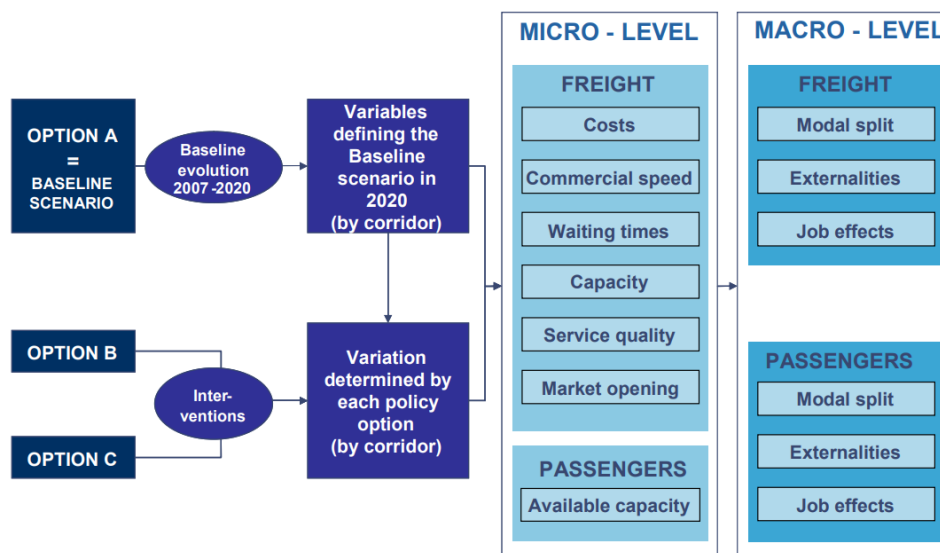 OPTION A
=
BASELINE
SCENARIO
Baseline
evolution
2007 -2020
Variables
defining the
Baseline
scenario in
2020
(by corridor)
OPTION B
OPTION C
Inter-
ventions
Variation
determined by
each policy
option
(by corridor)
MICRO - LEVEL
FREIGHT
Costs
Commercial speed
Waiting times
Capacity
Service quality
Market opening
PASSENGERS
Available capacity
MACRO - LEVEL
FREIGHT
Modal split
Externalities
Job effects
PASSENGERS
Modal split
Externalities
Job effects